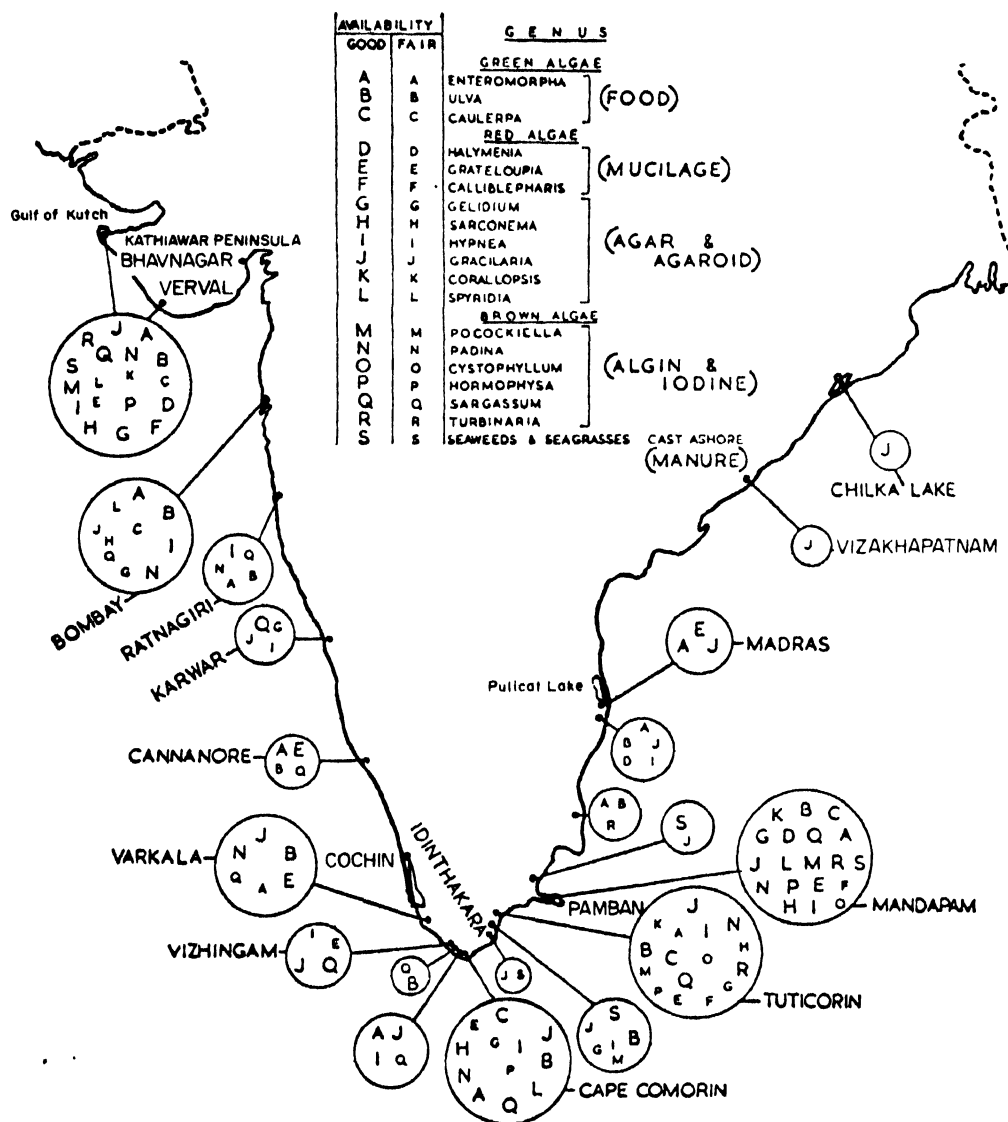 AVAILABILITY GENUS
GOOD FAIR
GREEN ALGAE
A A ENTEROMORPHA
B B ULVA (FOOD)
C C CAULERPA
RED ALGAE
D D HALYMENIA
E E GRATELOUPIA (MUCILAGE)
F F CALLIBLEPHARIS
G G GELIDIUM
H H SARCONEMA
I I HYPNEA (AGAR &
J J GRACILARIA AGAROID)
K K CORALLOPSIS
L L SPYRIDIA
BROWN ALGAE
M M POCOCKIELLA
N N PADINA
O O CYSTOPHYLLUM (ALGIN &
P P HORMOPHYSA IODINE)
Q Q SARGASSUM
R R TURBINARIA
S S SEAWEEDS & SEAGRASSES CAST ASHORE
(MANURE)
Gulf of Kutch
KATHIAWAR PENINSULA
BHAVNAGAR
VERVAL
J
R Q N A
S B
M L K C
I E P D
H G F
BOMBAY
L A
J C B
H
Q I
G N
RATNAGIRI
I Q
N A B
KARWAR
Q G
J I
CANNANORE
A E
B Q
VARKALA
J
N B
Q A E
COCHIN
VIZHINGAM
I E
J Q
Q
B
A J
I Q
IDINTHAKARA
J S
CAPE COMORIN
E C
H G I J
P B
N A Q L
S
J B
G I
M
TUTICORIN
J
K A I N
B C O H
M Q R
P E F G
PAMBAN
MANDAPAM
K B C
G D Q A
J L M R S
N P E F
H I O
S
J
A B
R
A
B J
D I
Pulicat Lake
MADRAS
E
A J
VIZAKHAPATNAM
J
CHILKA LAKE
J